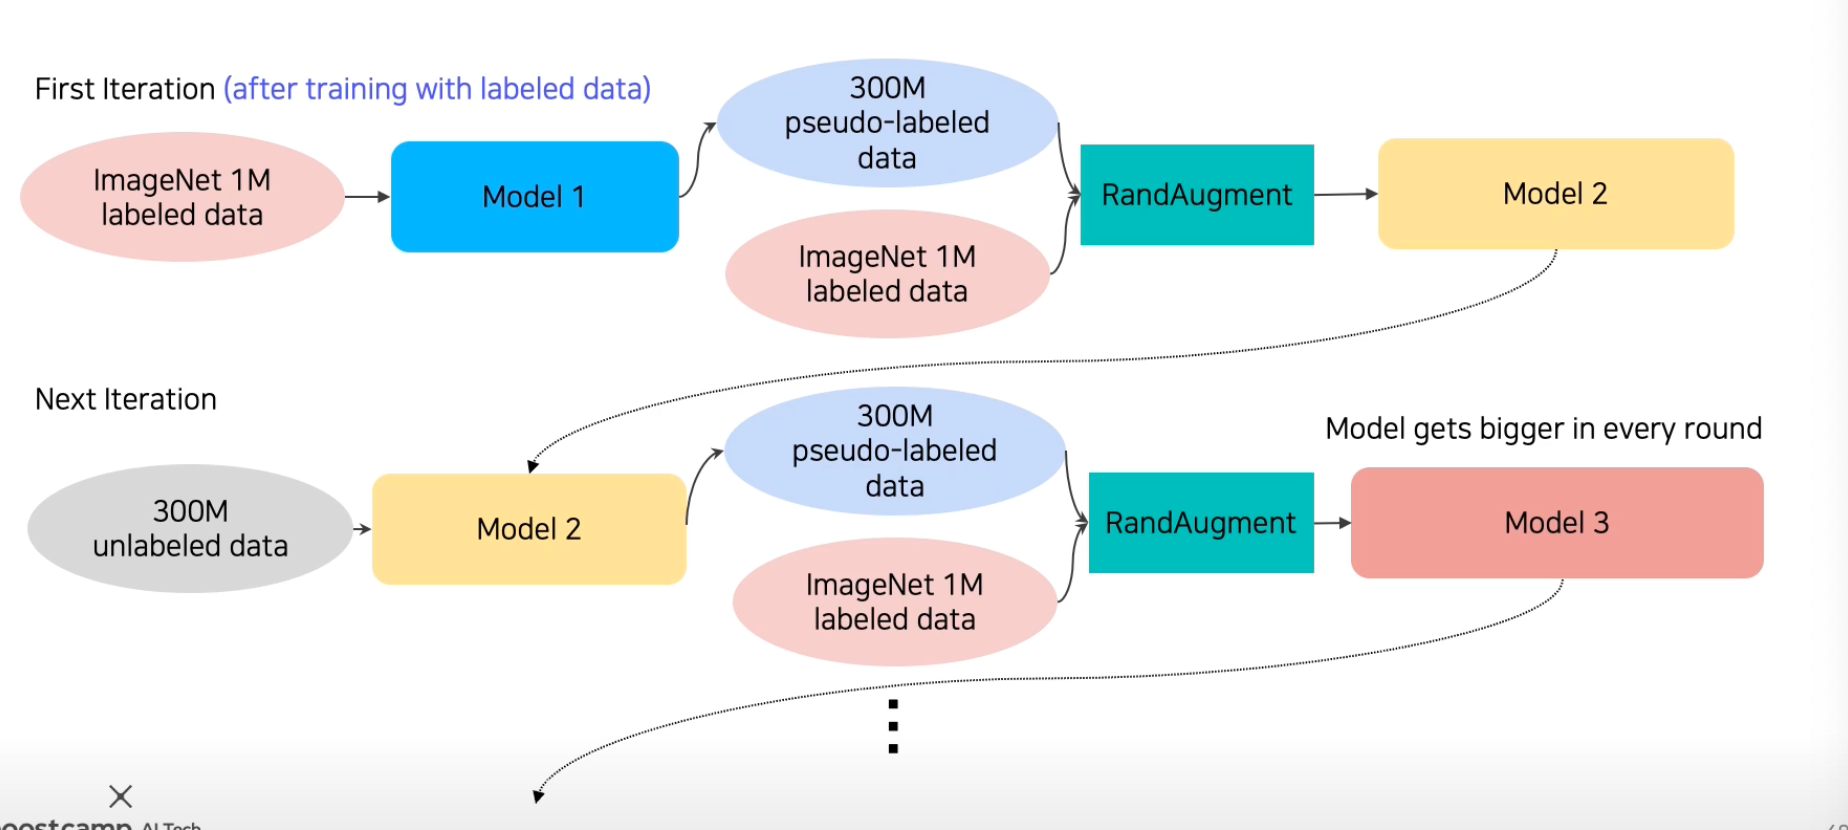 First Iteration (after training with labeled data)
ImageNet 1M
labeled data
Model 1
300M
pseudo-labeled
data
ImageNet 1M
labeled data
RandAugment
Model 2
Next Iteration
300M
unlabeled data
Model 2
300M
pseudo-labeled
data
ImageNet 1M
labeled data
RandAugment
Model gets bigger in every round
Model 3
AI Tech